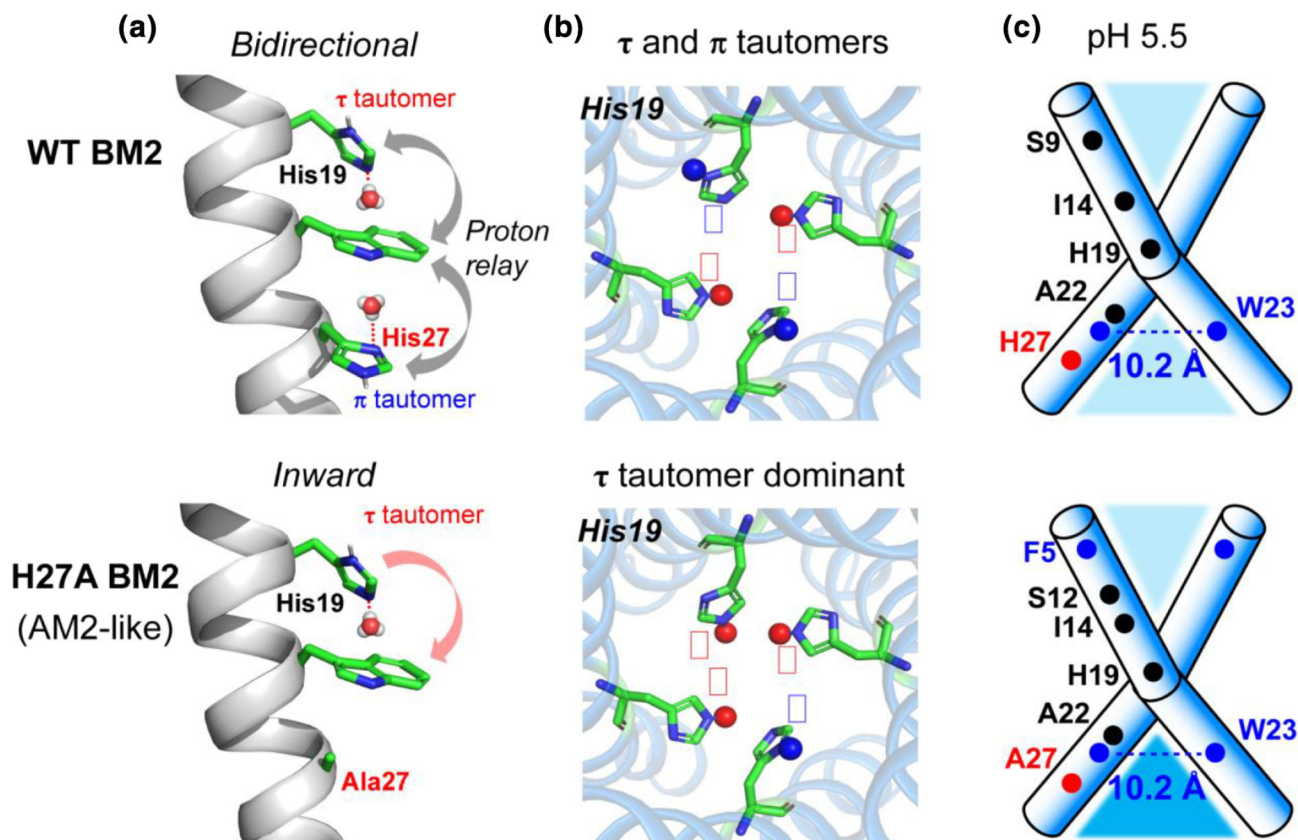 (a)
Bidirectional
WT BM2
τ tautomer
His19
Proton
relay
His27
π tautomer
Inward
H27A BM2
(AM2-like)
τ tautomer
His19
Ala27
(b)
τ and π tautomers
His19
τ tautomer dominant
His19
(c)
pH 5.5
S9
I14
H19
A22
W23
H27
10.2 Å
F5
S12
I14
H19
A22
W23
A27
10.2 Å